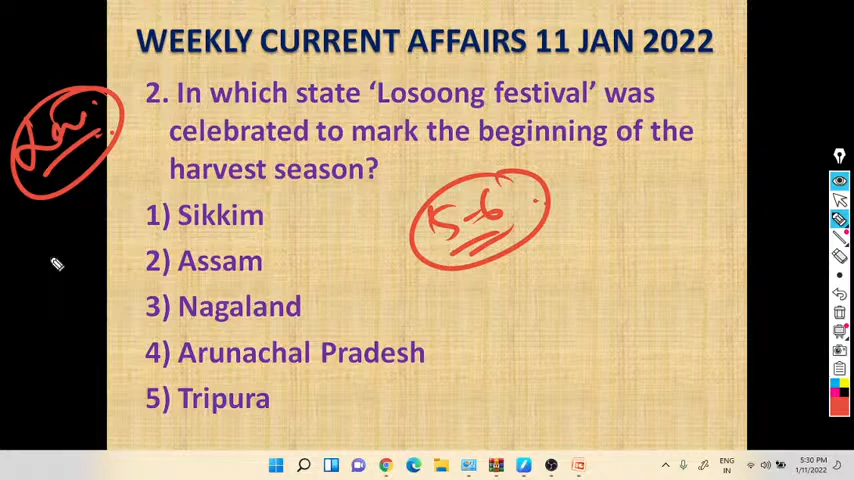 WEEKLY CURRENT AFFAIRS 11 JAN 2022
2. In which state ‘Losoong festival’ was
celebrated to mark the beginning of the
harvest season?
5-6
1) Sikkim
2) Assam
3) Nagaland
4) Arunachal Pradesh
5) Tripura
ENG
IN
5:30 PM
1/11/2022